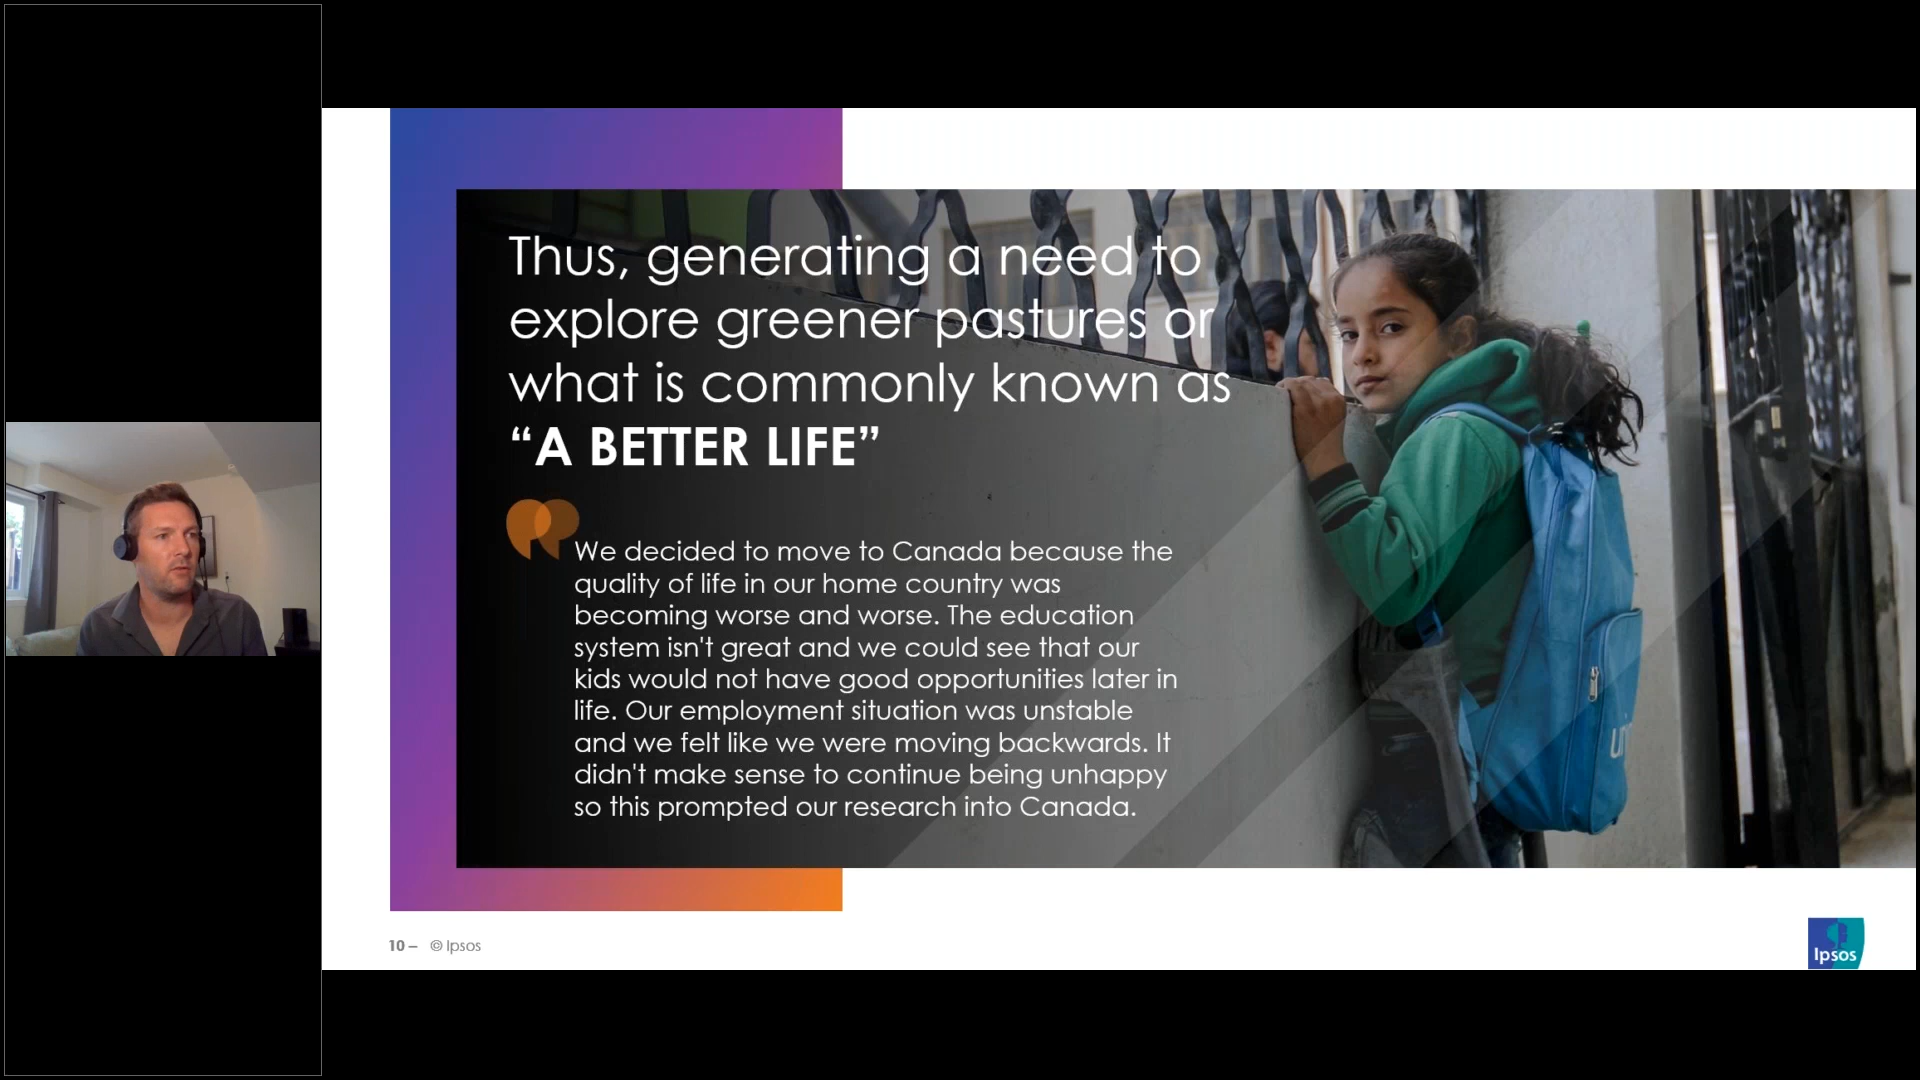 Thus, generating a need to
explore greener pastures or
what is commonly known as
“A BETTER LIFE”
We decided to move to Canada because the
quality of life in our home country was
becoming worse and worse. The education
system isn't great and we could see that our
kids would not have good opportunities later in
life. Our employment situation was unstable
and we felt like we were moving backwards. It
didn't make sense to continue being unhappy
so this prompted our research into Canada.
10 – © Ipsos
Ipsos